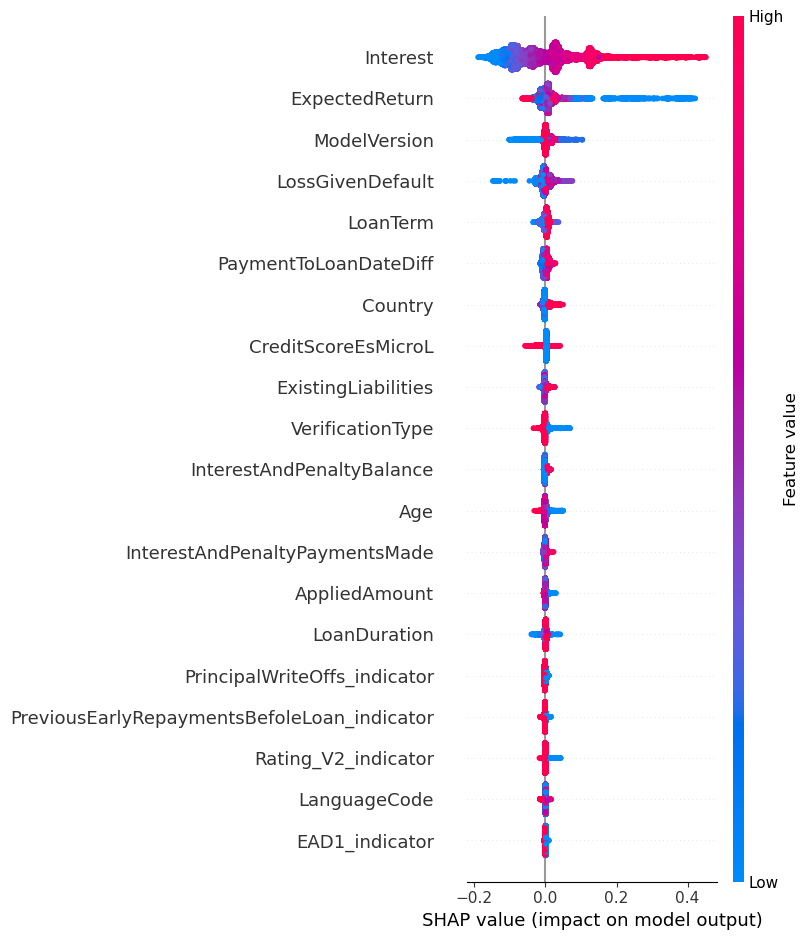 High
Interest
ExpectedReturn
ModelVersion
LossGivenDefault
LoanTerm
PaymentToLoanDateDiff
Country
CreditScoreEsMicroL
ExistingLiabilities
VerificationType
InterestAndPenaltyBalance
Age
InterestAndPenaltyPaymentsMade
AppliedAmount
LoanDuration
PrincipalWriteOffs_indicator
PreviousEarlyRepaymentsBefoleLoan_indicator
Rating_V2_indicator
LanguageCode
EAD1_indicator
Feature value
Low
−0.2 0.0 0.2 0.4
SHAP value (impact on model output)